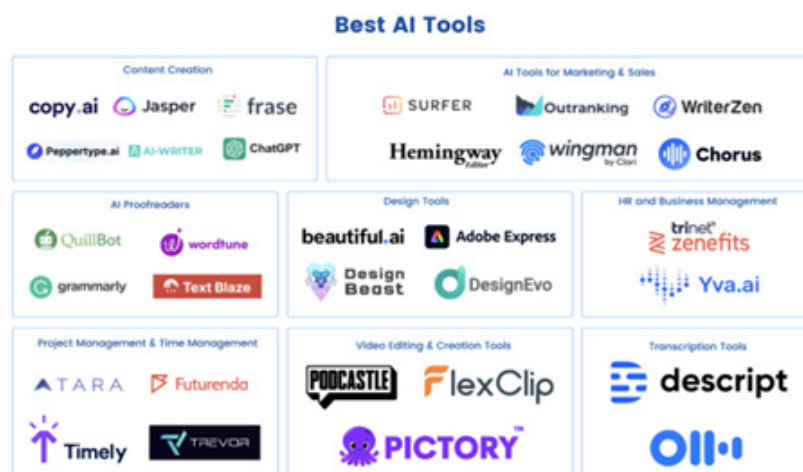 Best AI Tools
Content Creation
copy.ai Jasper frase
Peppertype.ai AI-WRITER ChatGPT
AI Tools for Marketing & Sales
SURFER Outranking WriterZen
Hemingway Editor wingman by Clari Chorus
AI Proofreaders
QuillBot wordtune
grammarly Text Blaze
Design Tools
beautiful.ai Adobe Express
Design Beast DesignEvo
HR and Business Management
trinet zenefits
Yva.ai
Project Management & Time Management
ATARA Futurenda
Timely TREVOR
Video Editing & Creation Tools
PODCASTLE FlexClip
PICTORY™
Transcription Tools
descript